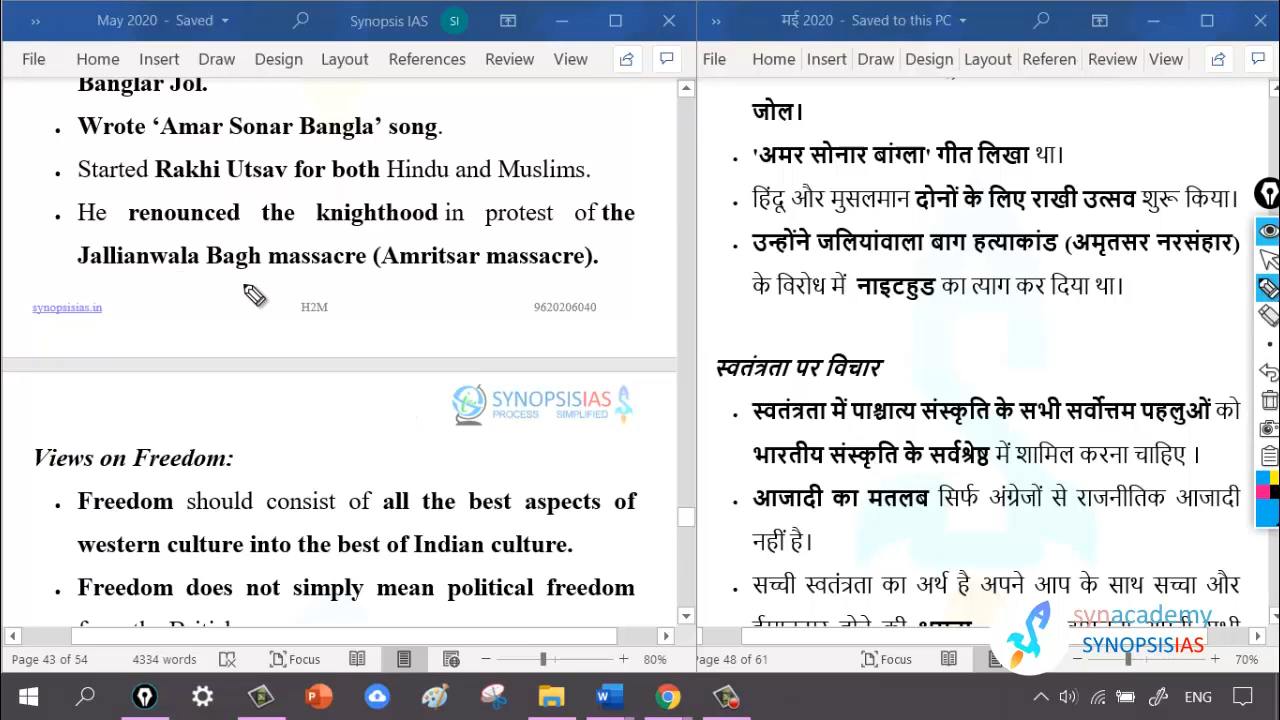 May 2020 - Saved
Synopsis IAS
SI
File Home Insert Draw Design Layout References Review View
Banglar Jol.
• Wrote ‘Amar Sonar Bangla’ song.
• Started Rakhi Utsav for both Hindu and Muslims.
• He renounced the knighthood in protest of the
Jallianwala Bagh massacre (Amritsar massacre).
synopsisias.in H2M 9620206040
SYNOPSISIAS
PROCESS SIMPLIFIED
Views on Freedom:
• Freedom should consist of all the best aspects of
western culture into the best of Indian culture.
• Freedom does not simply mean political freedom
Page 43 of 54 4334 words Focus 80%
मई 2020 - Saved to this PC
File Home Insert Draw Design Layout Referen Review View
जोल।
• 'अमर सोनार बांग्ला' गीत लिखा था।
• हिंदू और मुसलमान दोनों के लिए राखी उत्सव शुरू किया।
• उन्होंने जलियांवाला बाग हत्याकांड (अमृतसर नरसंहार)
के विरोध में नाइटहुड का त्याग कर दिया था।
स्वतंत्रता पर विचार
• स्वतंत्रता में पाश्चात्य संस्कृति के सभी सर्वोत्तम पहलुओं को
भारतीय संस्कृति के सर्वश्रेष्ठ में शामिल करना चाहिए ।
• आजादी का मतलब सिर्फ अंग्रेजों से राजनीतिक आजादी
नहीं है।
• सच्ची स्वतंत्रता का अर्थ है अपने आप के साथ सच्चा और
synacademy
SYNOPSISIAS
Page 48 of 61 Focus 70%
ENG